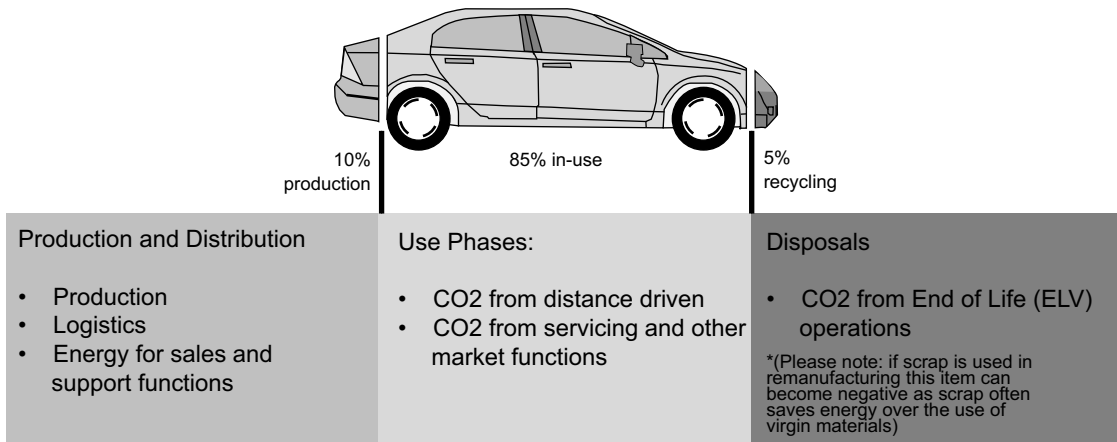 10%
production
85% in-use
5%
recycling
Production and Distribution
• Production
• Logistics
• Energy for sales and
support functions
Use Phases:
• CO2 from distance driven
• CO2 from servicing and other
market functions
Disposals
• CO2 from End of Life (ELV)
operations
*(Please note: if scrap is used in
remanufacturing this item can
become negative as scrap often
saves energy over the use of
virgin materials)